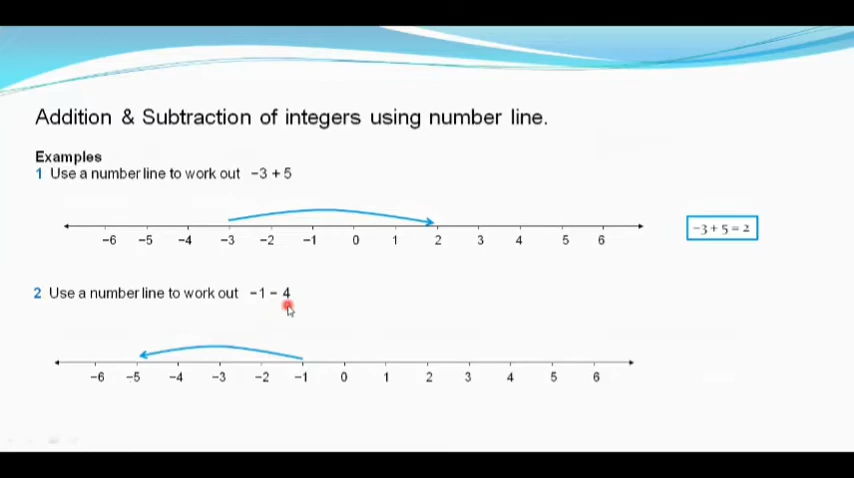 Addition & Subtraction of integers using number line.
Examples
1 Use a number line to work out −3 + 5
−6 −5 −4 −3 −2 −1 0 1 2 3 4 5 6
−3 + 5 = 2
2 Use a number line to work out −1 − 4
−6 −5 −4 −3 −2 −1 0 1 2 3 4 5 6